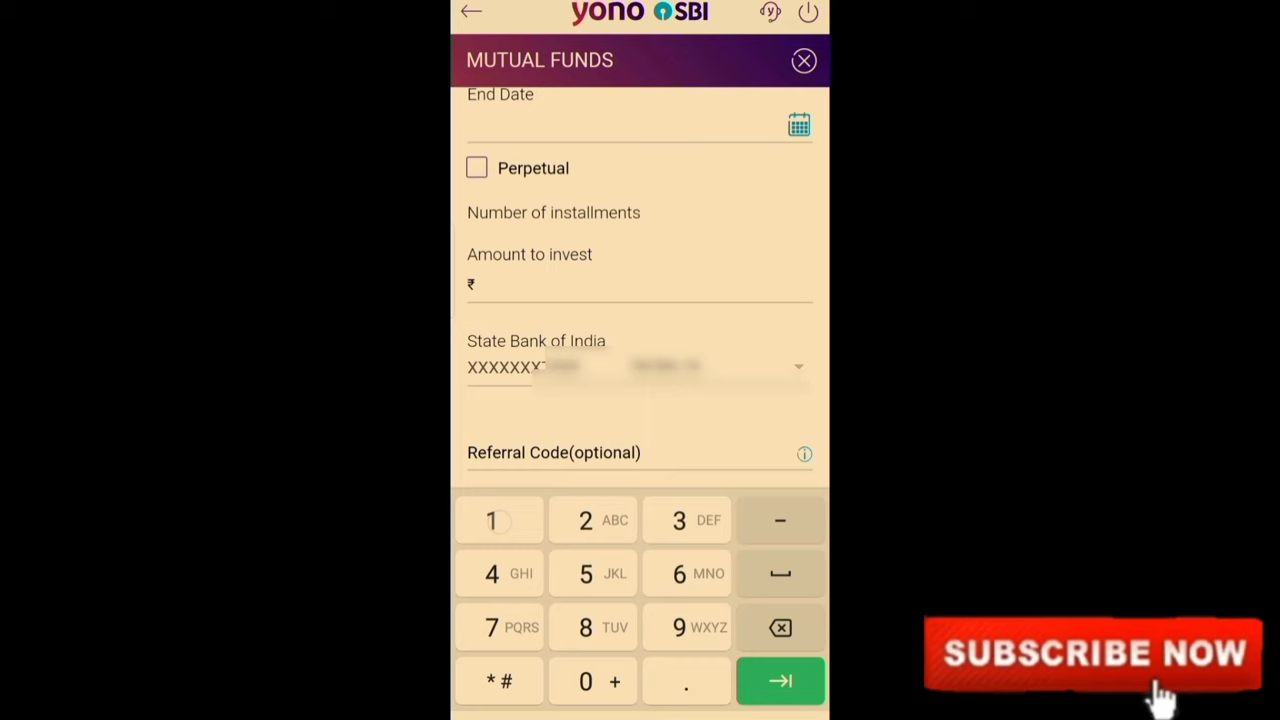 yono SBI
MUTUAL FUNDS
End Date
Perpetual
Number of installments
Amount to invest
₹
State Bank of India
XXXXXXX
Referral Code(optional)
1 2 ABC 3 DEF -
4 GHI 5 JKL 6 MNO
7 PQRS 8 TUV 9 WXYZ
*# 0 + .
SUBSCRIBE NOW